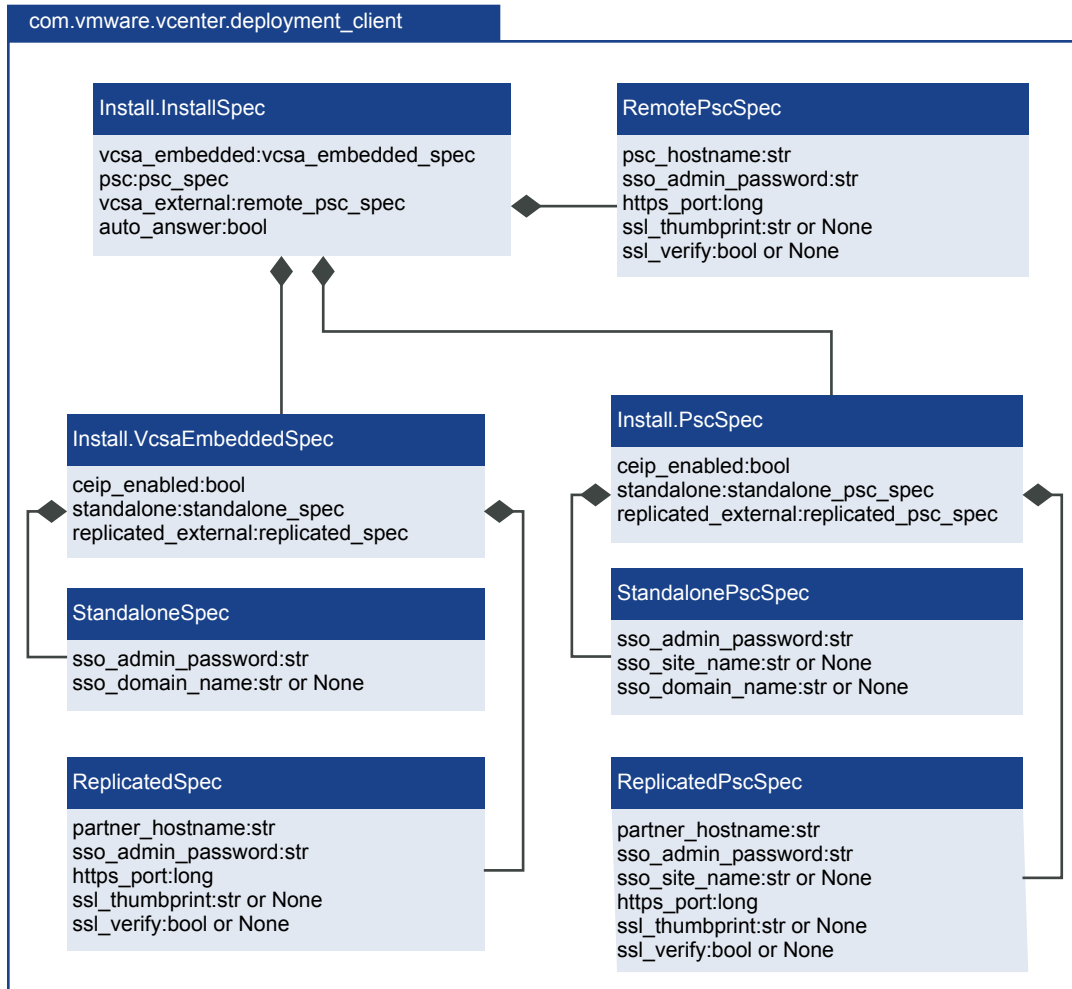 com.vmware.vcenter.deployment_client
Install.InstallSpec
vcsa_embedded:vcsa_embedded_spec
psc:psc_spec
vcsa_external:remote_psc_spec
auto_answer:bool
RemotePscSpec
psc_hostname:str
sso_admin_password:str
https_port:long
ssl_thumbprint:str or None
ssl_verify:bool or None
Install.VcsaEmbeddedSpec
ceip_enabled:bool
standalone:standalone_spec
replicated_external:replicated_spec
Install.PscSpec
ceip_enabled:bool
standalone:standalone_psc_spec
replicated_external:replicated_psc_spec
StandaloneSpec
sso_admin_password:str
sso_domain_name:str or None
StandalonePscSpec
sso_admin_password:str
sso_site_name:str or None
sso_domain_name:str or None
ReplicatedSpec
partner_hostname:str
sso_admin_password:str
https_port:long
ssl_thumbprint:str or None
ssl_verify:bool or None
ReplicatedPscSpec
partner_hostname:str
sso_admin_password:str
sso_site_name:str or None
https_port:long
ssl_thumbprint:str or None
ssl_verify:bool or None